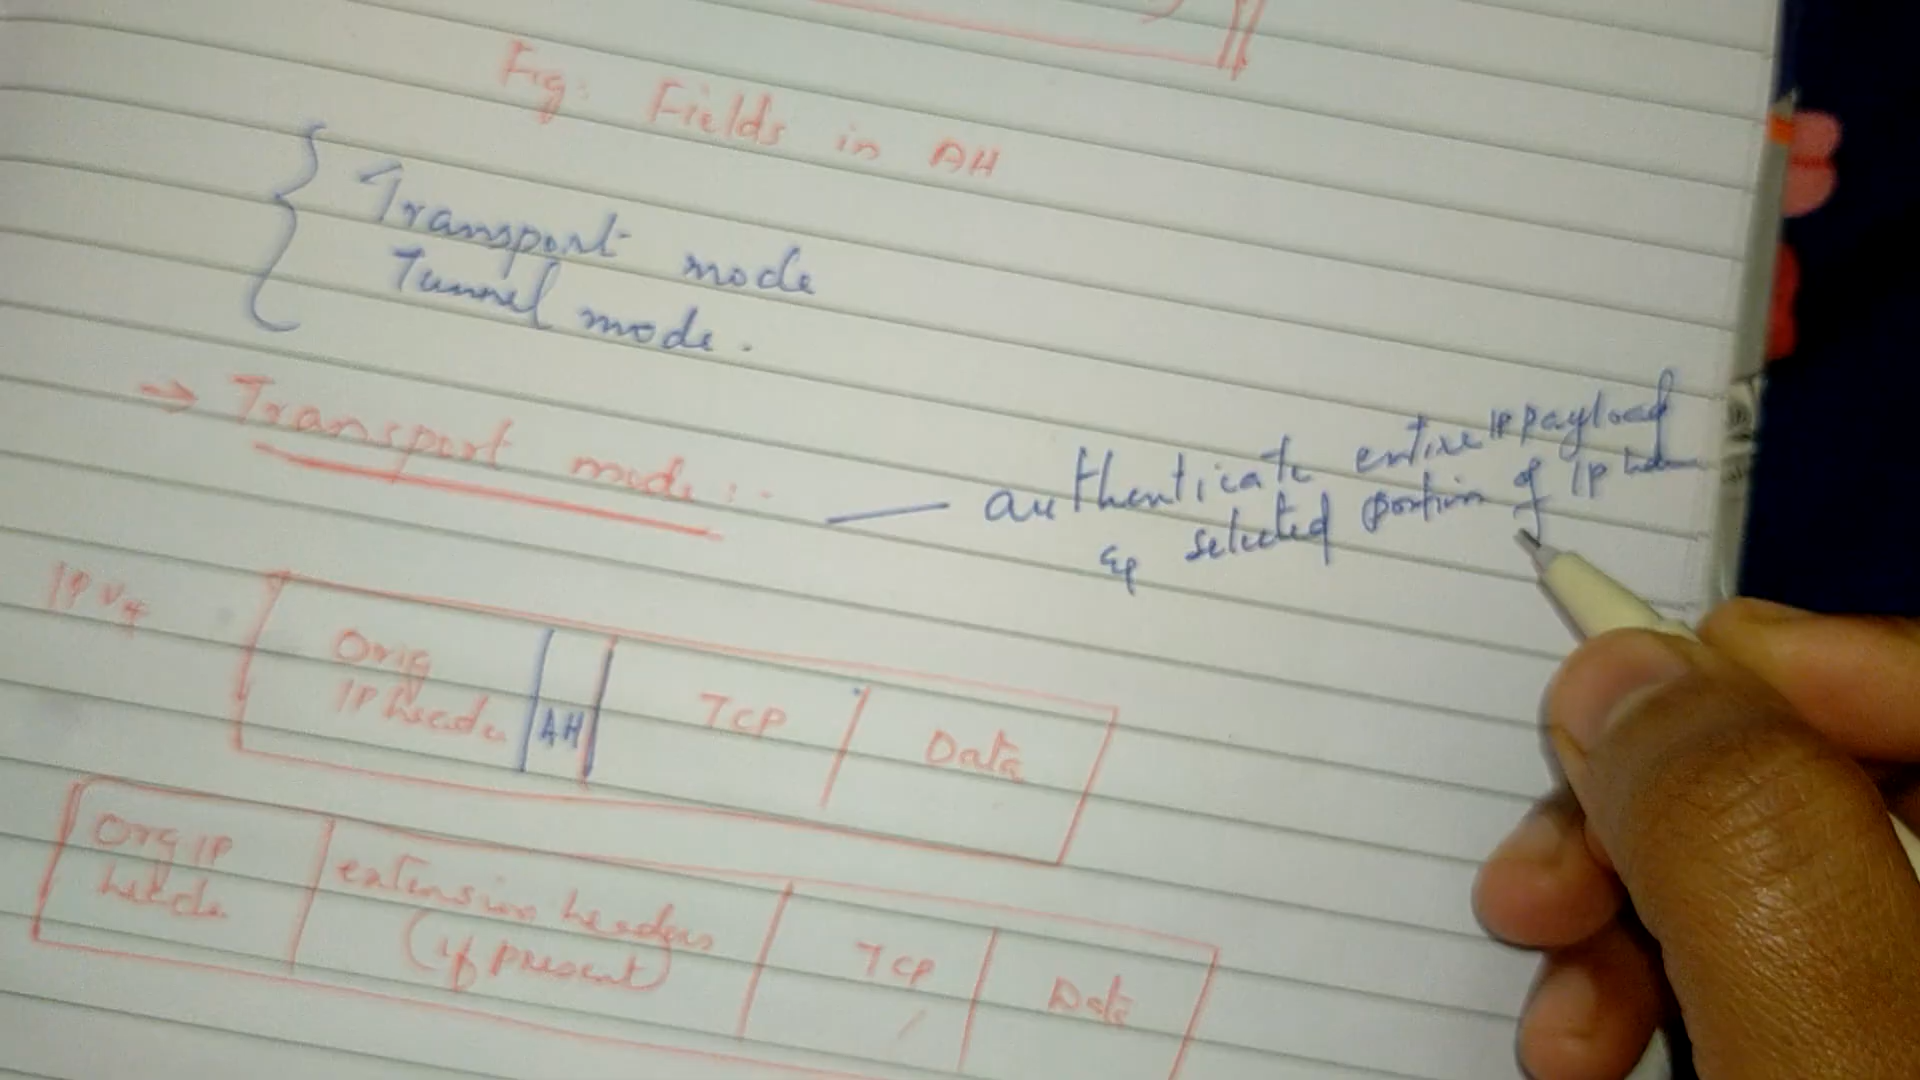 Fig: Fields in AH
Transport mode
Tunnel mode.
→ Transport mode :-
authenticate entire IP payload
& selected portion of IP
IPv4
Orig
IP header
AH
TCP
Data
Org IP
header
extension headers
(if present)
TCP
Data